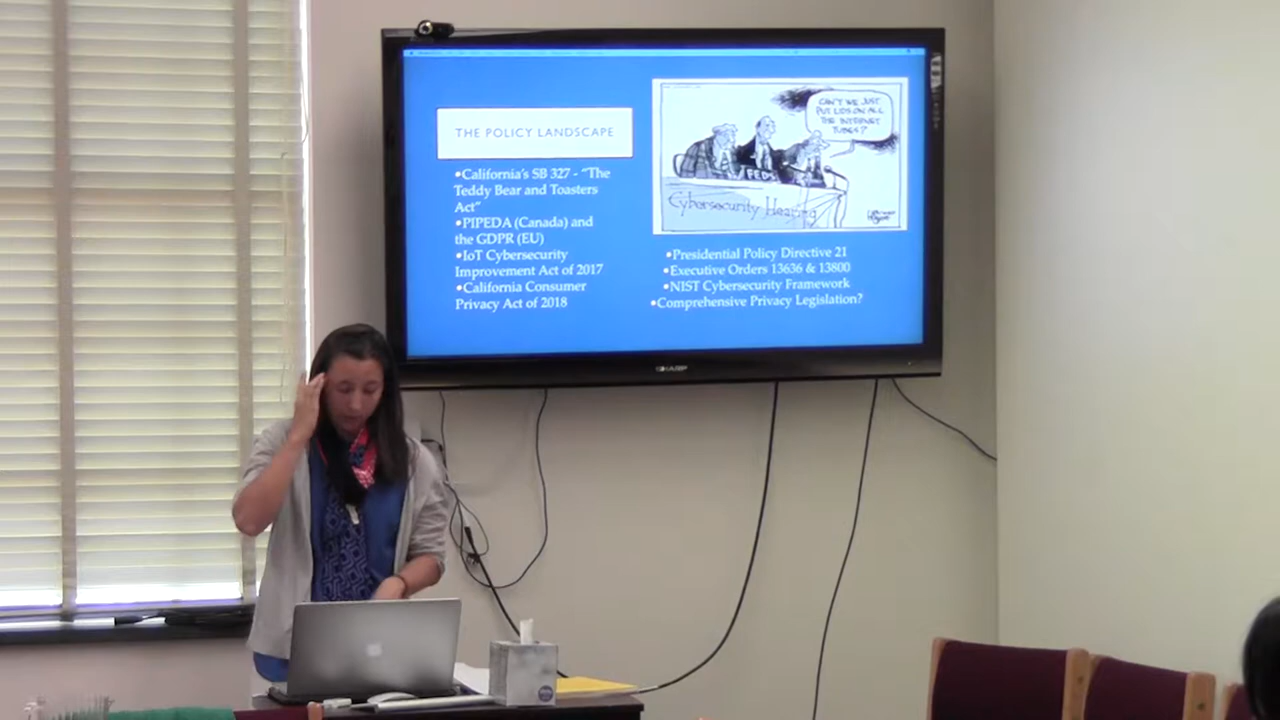 THE POLICY LANDSCAPE
•California's SB 327 - “The
Teddy Bear and Toasters
Act”
•PIPEDA (Canada) and
the GDPR (EU)
•IoT Cybersecurity
Improvement Act of 2017
•California Consumer
Privacy Act of 2018
CAN'T WE JUST
PUT LIDS ON ALL
THE INTERNET
TUBES?
FEDS
Cybersecurity Hearing
•Presidential Policy Directive 21
•Executive Orders 13636 & 13800
•NIST Cybersecurity Framework
•Comprehensive Privacy Legislation?
SHARP